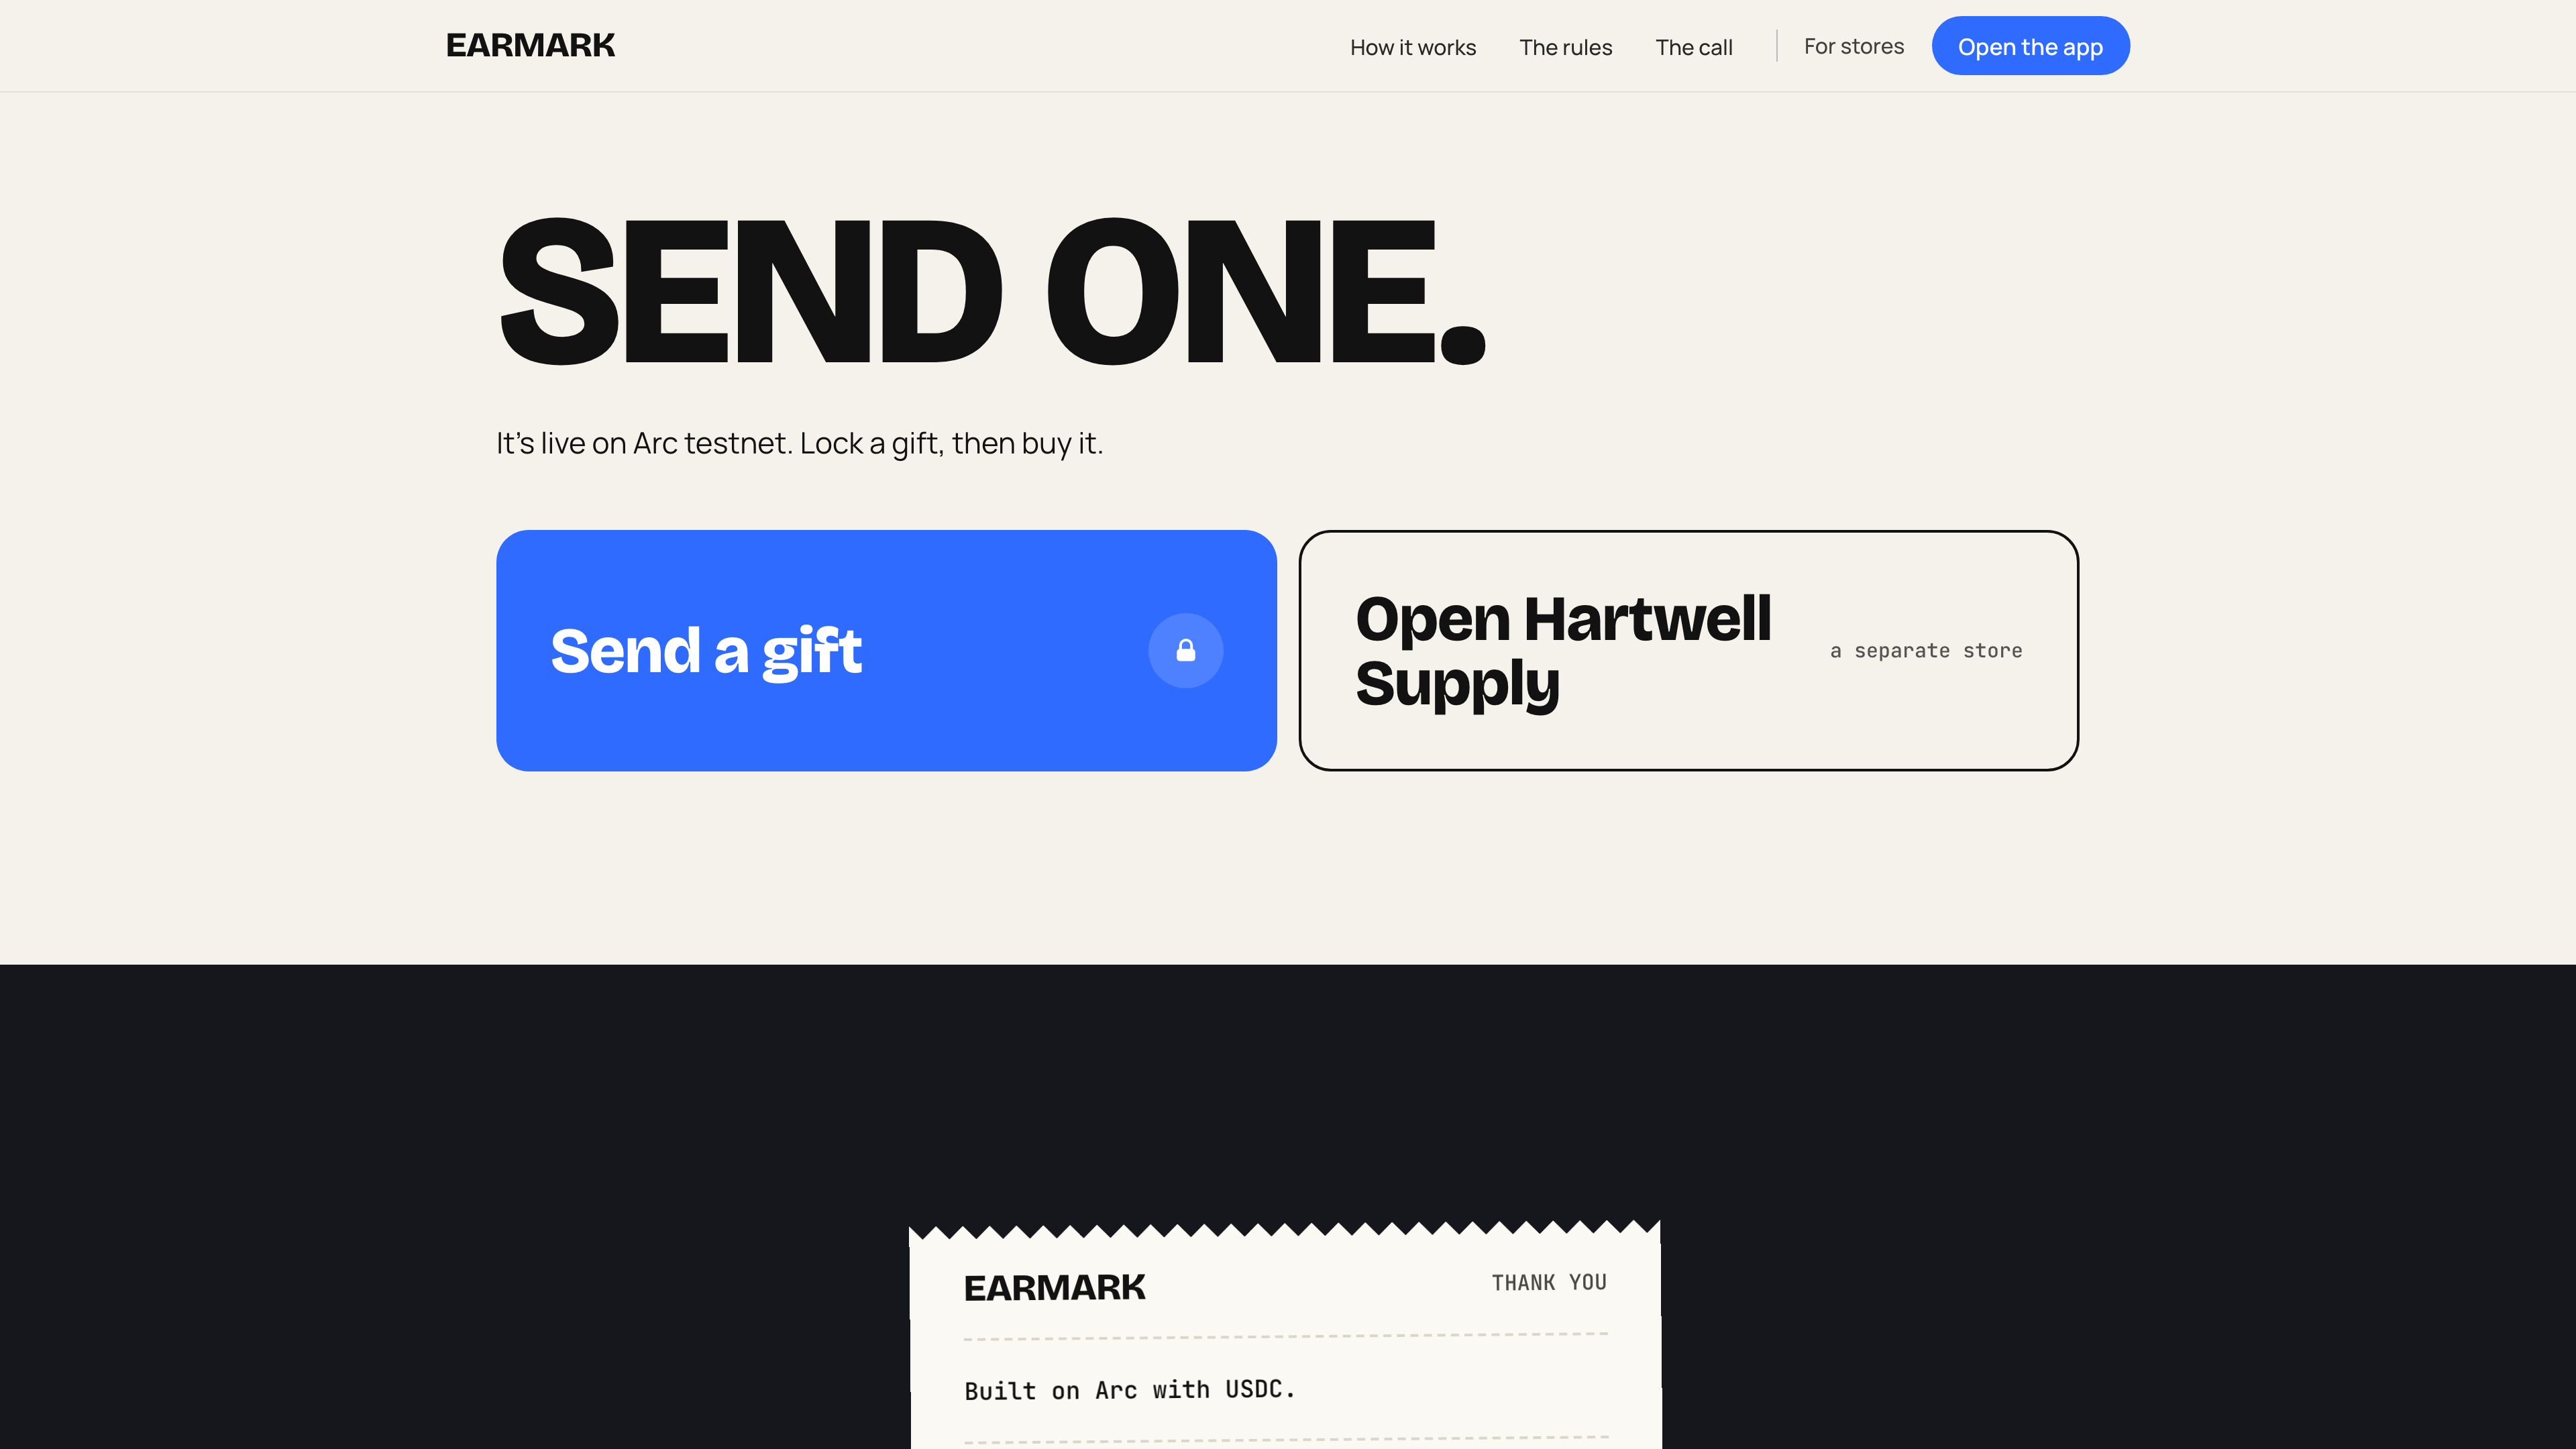 EARMARK
How it works
The rules
The call
For stores
Open the app
SEND ONE.
It’s live on Arc testnet. Lock a gift, then buy it.
Send a gift
Open Hartwell
Supply
a separate store
EARMARK
THANK YOU
Built on Arc with USDC.